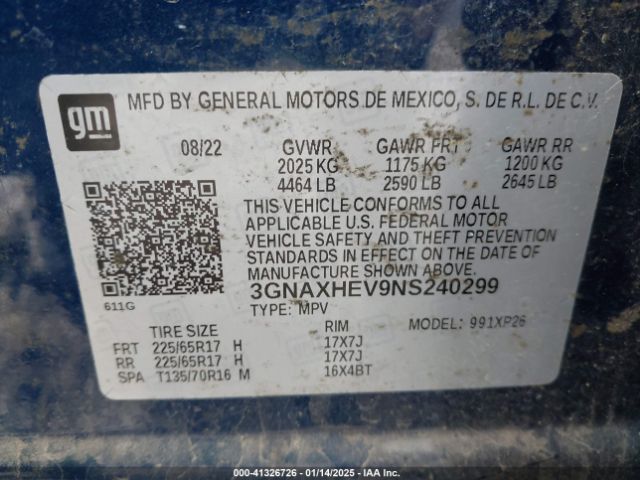 gm
MFD BY GENERAL MOTORS DE MEXICO, S. DE R.L. DE C.V.
08/22 GVWR GAWR FRT GAWR RR
2025 KG 1175 KG 1200 KG
4464 LB 2590 LB 2645 LB
THIS VEHICLE CONFORMS TO ALL
APPLICABLE U.S. FEDERAL MOTOR
VEHICLE SAFETY AND THEFT PREVENTION
STANDARDS IN EFFECT ON THE DATE OF
MANUFACTURE SHOWN ABOVE.
3GNAXHEV9NS240299
611G
TYPE: MPV MODEL: 991XP26
TIRE SIZE RIM
FRT 225/65R17 H 17X7J
RR 225/65R17 H 17X7J
SPA T135/70R16 M 16X4BT
000-41326726 - 01/14/2025 - IAA Inc.